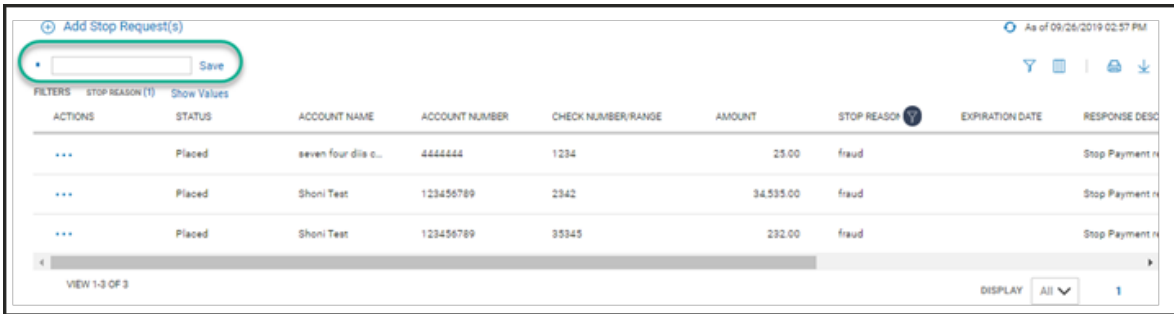 Add Stop Request(s) As of 09/26/2019 02:57 PM
Save
FILTERS STOP REASON (1) Show Values
ACTIONS STATUS ACCOUNT NAME ACCOUNT NUMBER CHECK NUMBER/RANGE AMOUNT STOP REASON EXPIRATION DATE RESPONSE DESC
... Placed seven four diis c... 4444444 1234 25.00 fraud Stop Payment re
... Placed Shoni Test 123456789 2342 34,535.00 fraud Stop Payment re
... Placed Shoni Test 123456789 35345 232.00 fraud Stop Payment re
VIEW 1-3 OF 3 DISPLAY All 1